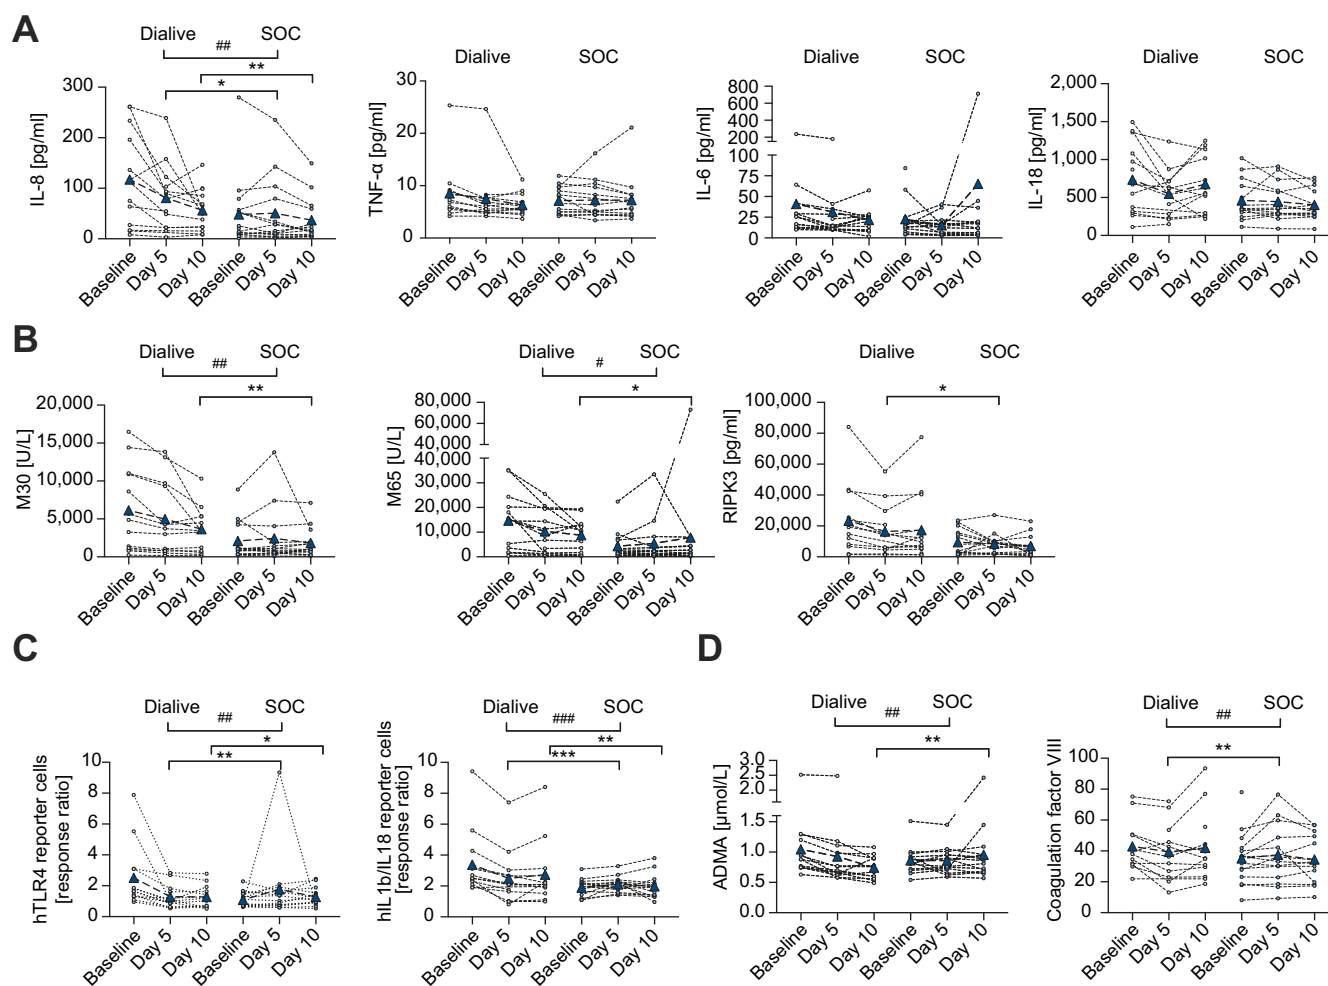 A
Dialive SOC
##
**
*
IL-8 [pg/ml]
300
200
100
0
Baseline Day 5 Day 10 Baseline Day 5 Day 10
Dialive SOC
TNF-α [pg/ml]
30
20
10
0
Baseline Day 5 Day 10 Baseline Day 5 Day 10
Dialive SOC
IL-6 [pg/ml]
800
600
400
200
100
75
50
25
0
Baseline Day 5 Day 10 Baseline Day 5 Day 10
Dialive SOC
IL-18 [pg/ml]
2,000
1,500
1,000
500
0
Baseline Day 5 Day 10 Baseline Day 5 Day 10
B
Dialive SOC
##
**
M30 [U/L]
20,000
15,000
10,000
5,000
0
Baseline Day 5 Day 10 Baseline Day 5 Day 10
Dialive SOC
#
*
M65 [U/L]
80,000
60,000
40,000
40,000
30,000
20,000
10,000
0
Baseline Day 5 Day 10 Baseline Day 5 Day 10
Dialive SOC
*
RIPK3 [pg/ml]
100,000
80,000
60,000
40,000
20,000
0
Baseline Day 5 Day 10 Baseline Day 5 Day 10
C
Dialive SOC
##
*
**
hTLR4 reporter cells
[response ratio]
10
8
6
4
2
0
Baseline Day 5 Day 10 Baseline Day 5 Day 10
Dialive SOC
###
**
***
hIL1b/IL18 reporter cells
[response ratio]
10
8
6
4
2
0
Baseline Day 5 Day 10 Baseline Day 5 Day 10
D
Dialive SOC
##
**
ADMA [µmol/L]
3.0
2.5
2.0
1.5
1.0
0.5
0.0
Baseline Day 5 Day 10 Baseline Day 5 Day 10
Dialive SOC
##
**
Coagulation factor VIII
100
80
60
40
20
0
Baseline Day 5 Day 10 Baseline Day 5 Day 10